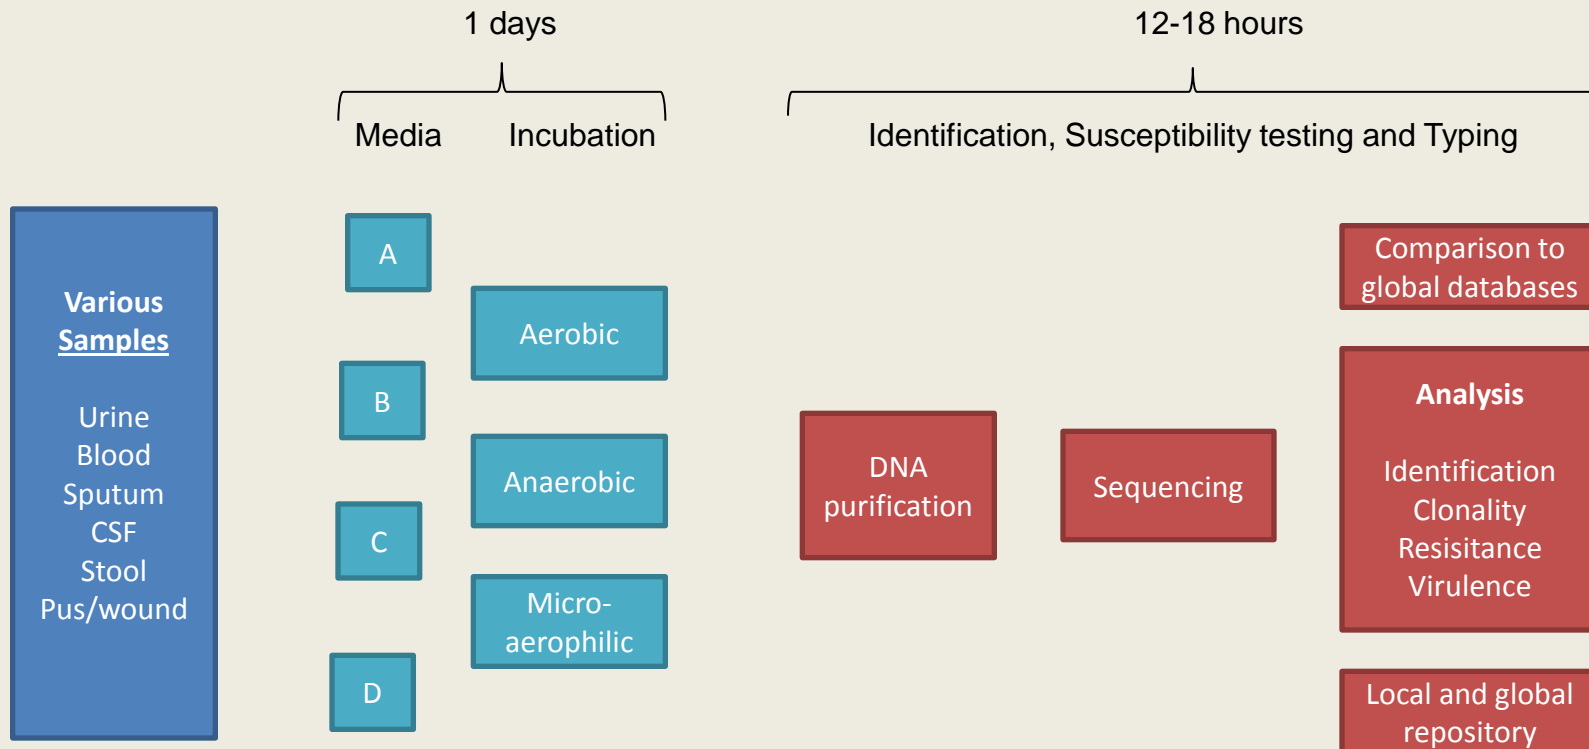 1 days
12-18 hours
Media
Incubation
Identification, Susceptibility testing and Typing
Various
Samples
Urine
Blood
Sputum
CSF
Stool
Pus/wound
A
B
C
D
Aerobic
Anaerobic
Micro-
aerophilic
DNA
purification
Sequencing
Comparison to
global databases
Analysis
Identification
Clonality
Resisitance
Virulence
Local and global
repository